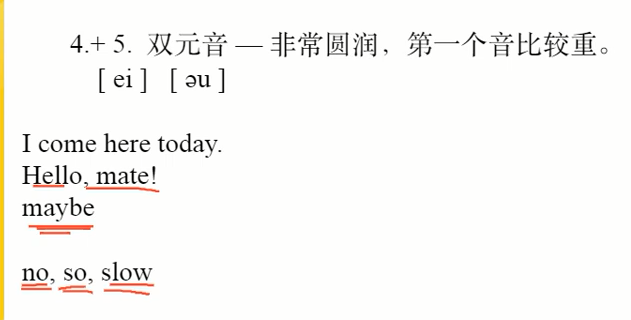 4.+ 5. 双元音 — 非常圆润，第一个音比较重。
[ ei ] [ əu ]
I come here today.
Hello, mate!
maybe
no, so, slow